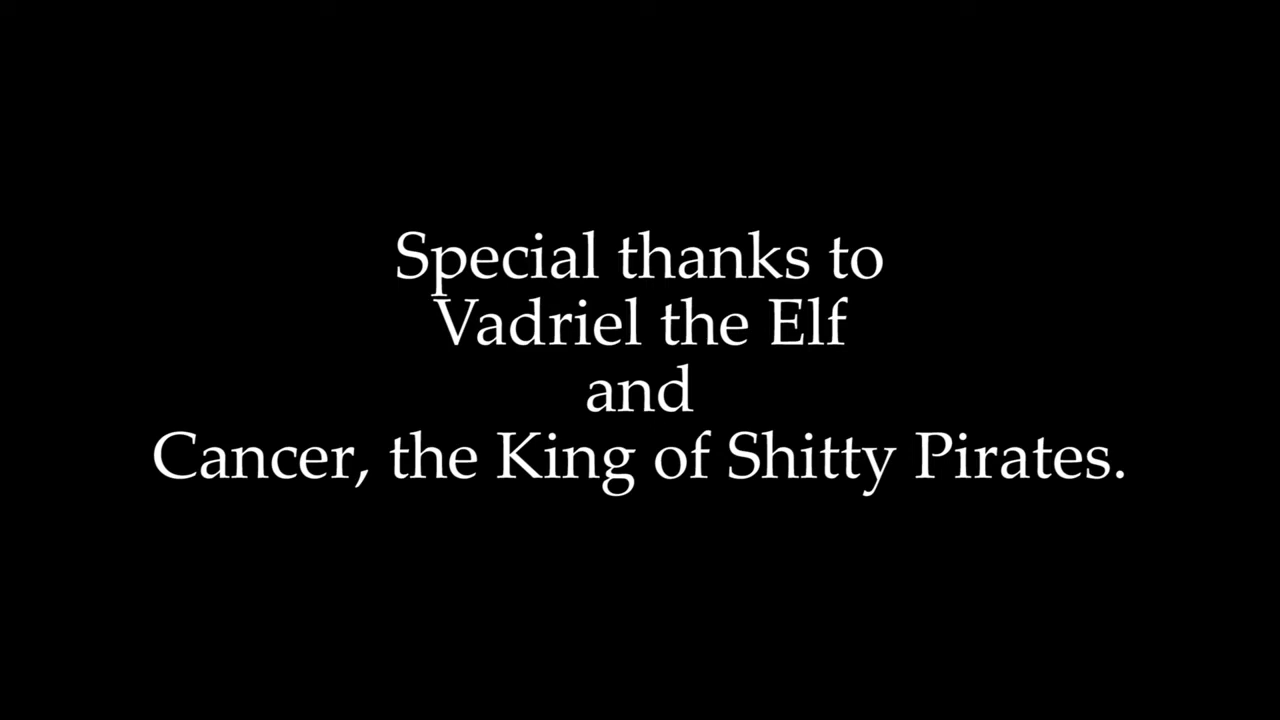 Special thanks to
Vadriel the Elf
and
Cancer, the King of Shitty Pirates.